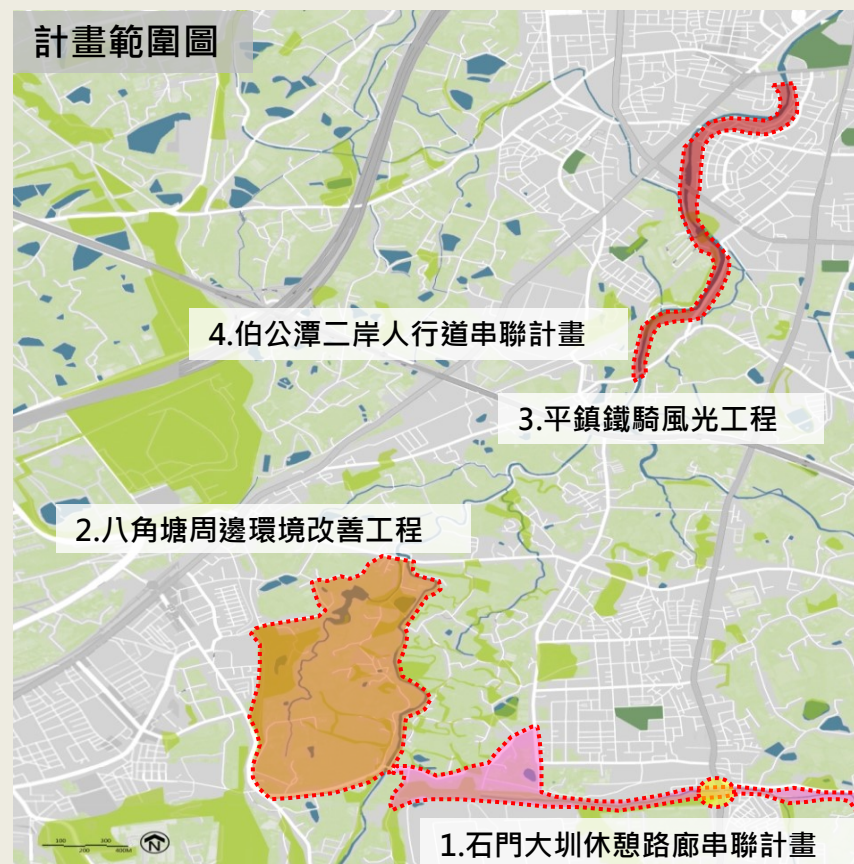 計畫範圍圖
4.伯公潭二岸人行道串聯計畫
3.平鎮鐵騎風光工程
2.八角塘周邊環境改善工程
1.石門大圳休憩路廊串聯計畫
N